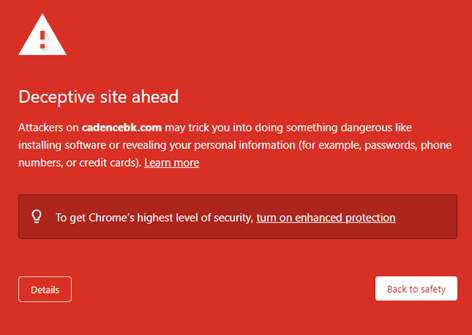 Deceptive site ahead
Attackers on cadencebk.com may trick you into doing something dangerous like
installing software or revealing your personal information (for example, passwords, phone
numbers, or credit cards). Learn more
To get Chrome's highest level of security, turn on enhanced protection
Details
Back to safety